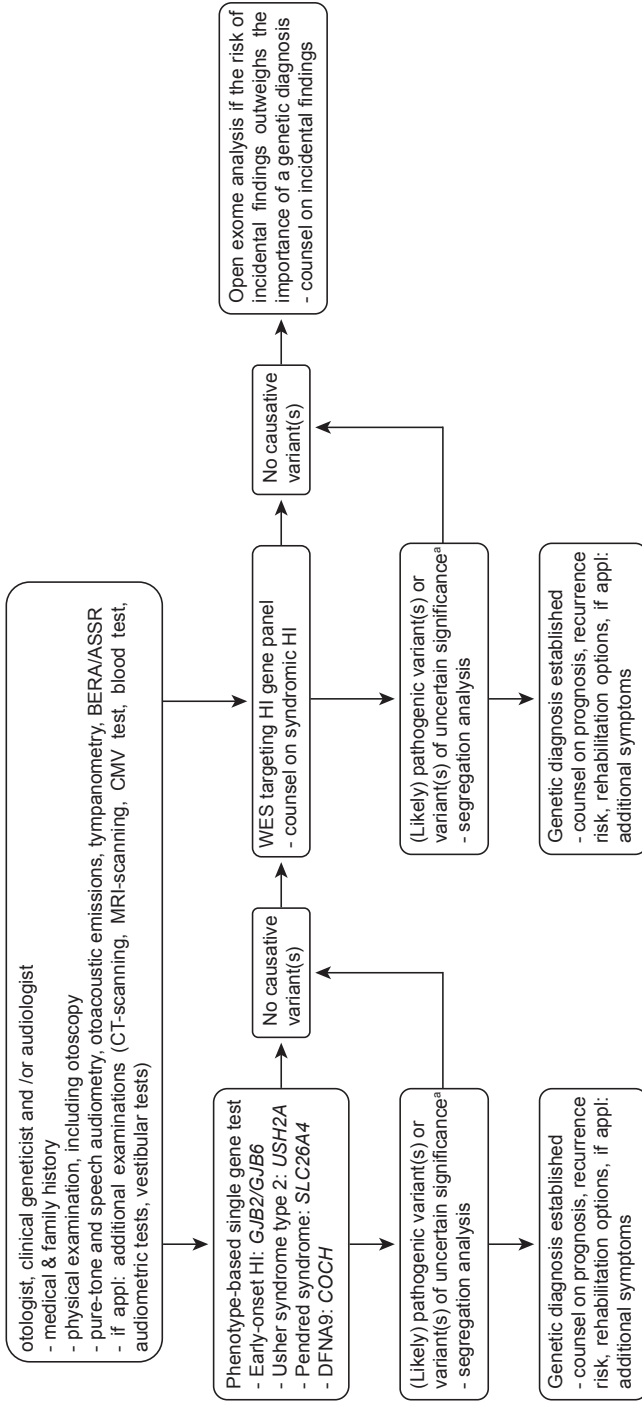 otologist, clinical geneticist and /or audiologist
- medical & family history
- physical examination, including otoscopy
- pure-tone and speech audiometry, otoacoustic emissions, tympanometry, BERA/ASSR
- if appl: additional examinations (CT-scanning, MRI-scanning, CMV test, blood test,
audiometric tests, vestibular tests)
Phenotype-based single gene test
- Early-onset HI: GJB2/GJB6
- Usher syndrome type 2: USH2A
- Pendred syndrome: SLC26A4
- DFNA9: COCH
No causative
variant(s)
WES targeting HI gene panel
- counsel on syndromic HI
No causative
variant(s)
Open exome analysis if the risk of
incidental findings outweighs the
importance of a genetic diagnosis
- counsel on incidental findings
(Likely) pathogenic variant(s) or
variant(s) of uncertain significanceᵃ
- segregation analysis
(Likely) pathogenic variant(s) or
variant(s) of uncertain significanceᵃ
- segregation analysis
Genetic diagnosis established
- counsel on prognosis, recurrence
risk, rehabilitation options, if appl:
additional symptoms
Genetic diagnosis established
- counsel on prognosis, recurrence
risk, rehabilitation options, if appl:
additional symptoms